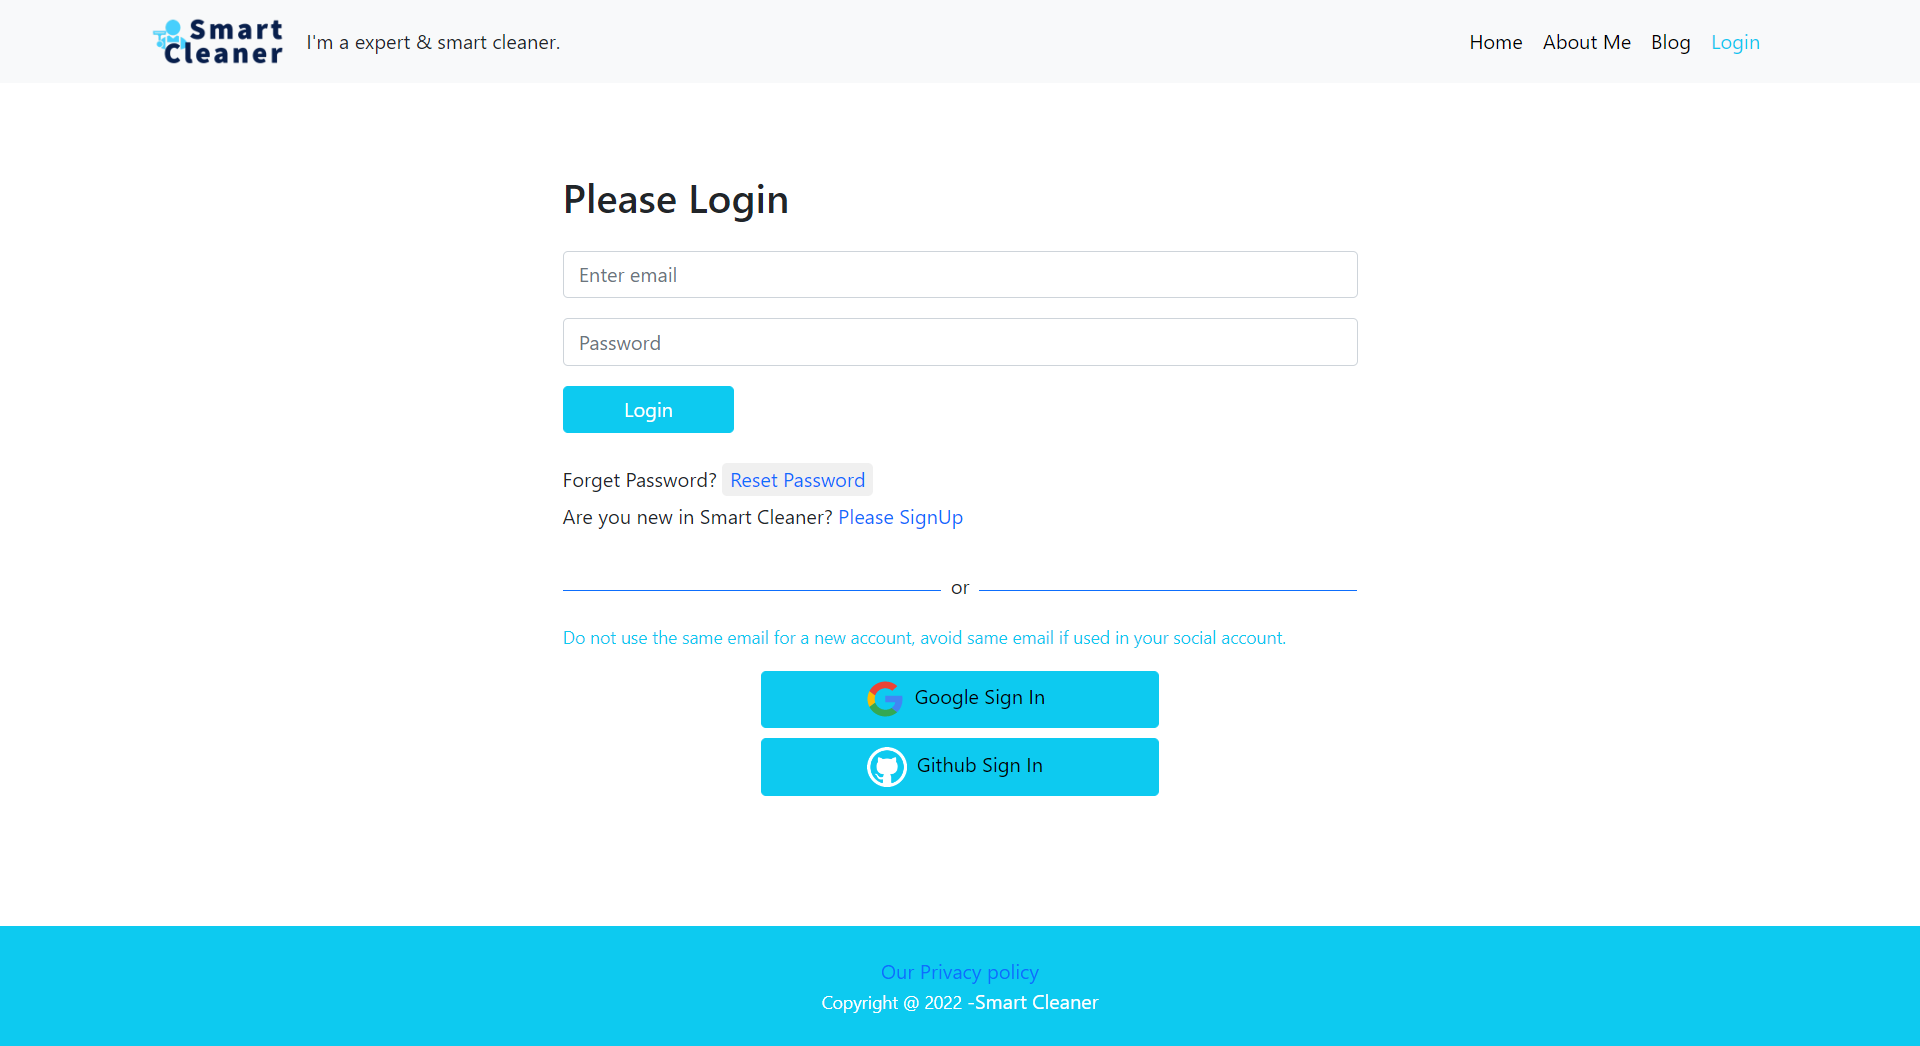 Smart
Cleaner
I'm a expert & smart cleaner.
Home About Me Blog Login
Please Login
Enter email
Password
Login
Forget Password? Reset Password
Are you new in Smart Cleaner? Please SignUp
or
Do not use the same email for a new account, avoid same email if used in your social account.
Google Sign In
Github Sign In
Our Privacy policy
Copyright @ 2022 -Smart Cleaner